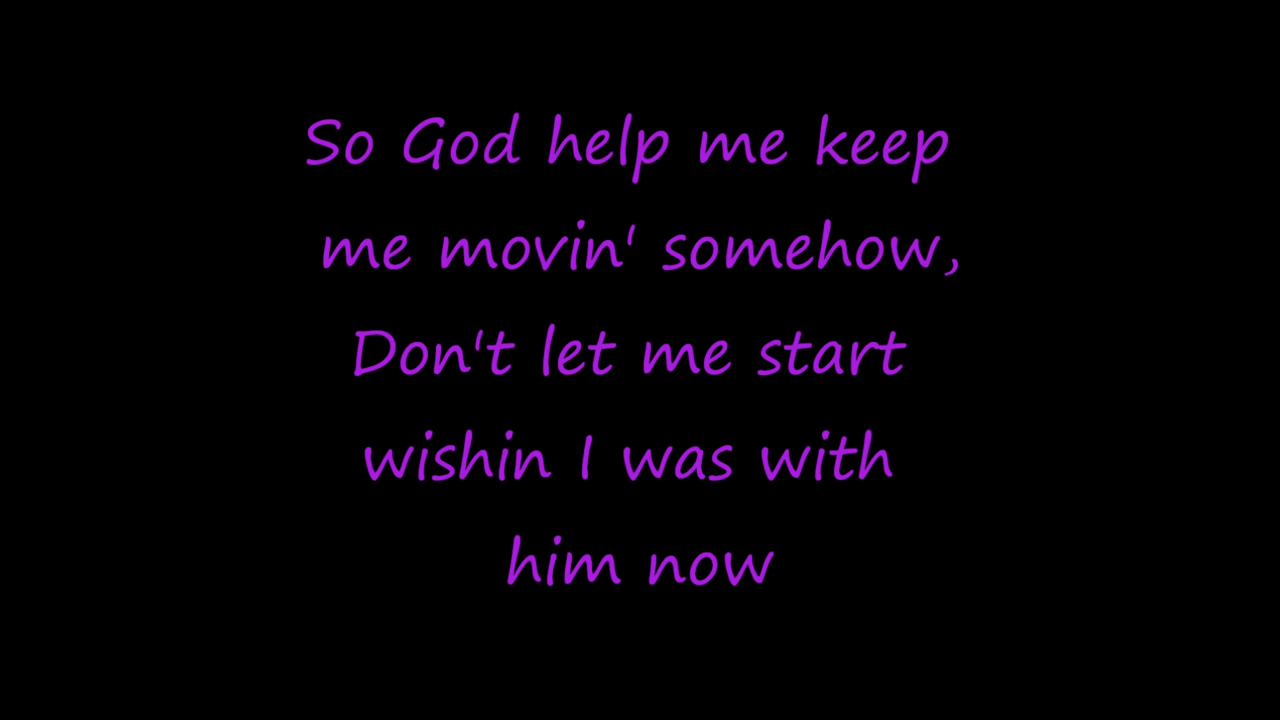 So God help me keep
me movin' somehow,
Don't let me start
wishin I was with
him now